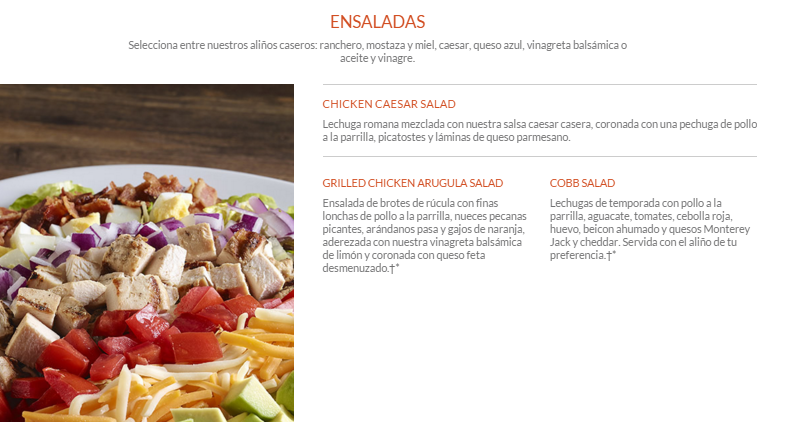 ENSALADAS
Selecciona entre nuestros aliños caseros: ranchero, mostaza y miel, caesar, queso azul, vinagreta balsámica o
aceite y vinagre.
CHICKEN CAESAR SALAD
Lechuga romana mezclada con nuestra salsa caesar casera, coronada con una pechuga de pollo
a la parrilla, picatostes y láminas de queso parmesano.
GRILLED CHICKEN ARUGULA SALAD
Ensalada de brotes de rúcula con finas
lonchas de pollo a la parrilla, nueces pecanas
picantes, arándanos pasa y gajos de naranja,
aderezada con nuestra vinagreta balsámica
de limón y coronada con queso feta
desmenuzado.†*
COBB SALAD
Lechugas de temporada con pollo a la
parrilla, aguacate, tomates, cebolla roja,
huevo, beicon ahumado y quesos Monterey
Jack y cheddar. Servida con el aliño de tu
preferencia.†*